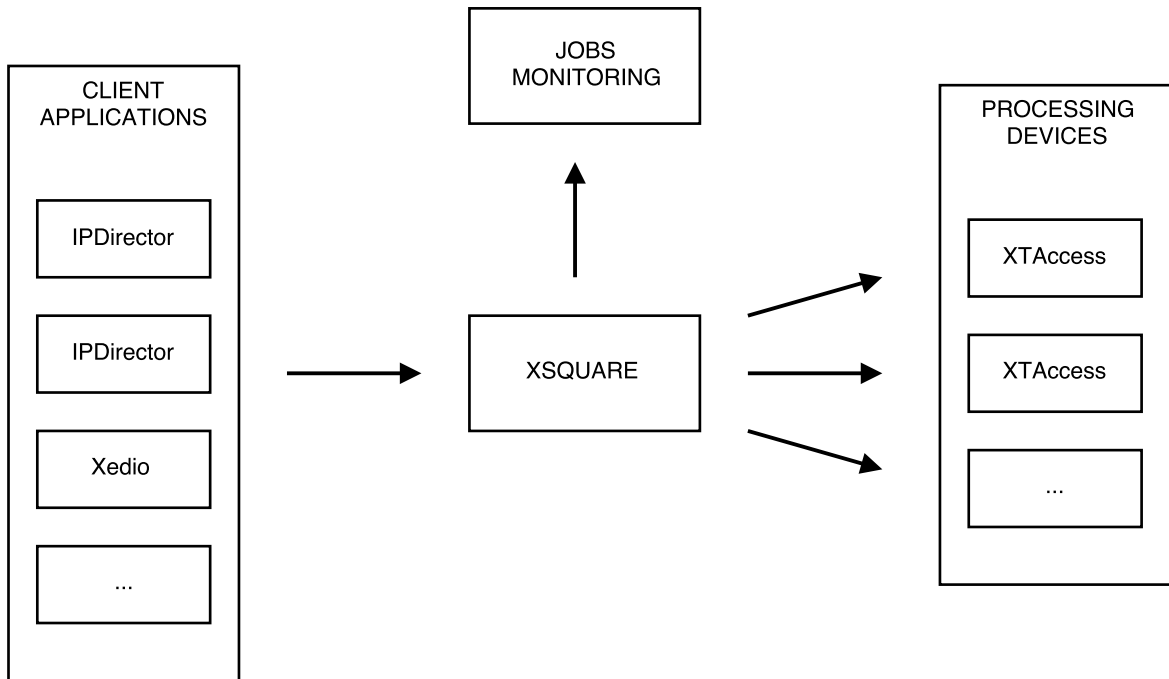 JOBS
MONITORING
CLIENT
APPLICATIONS
PROCESSING
DEVICES
IPDirector
IPDirector
Xedio
...
XSQUARE
XTAccess
XTAccess
...